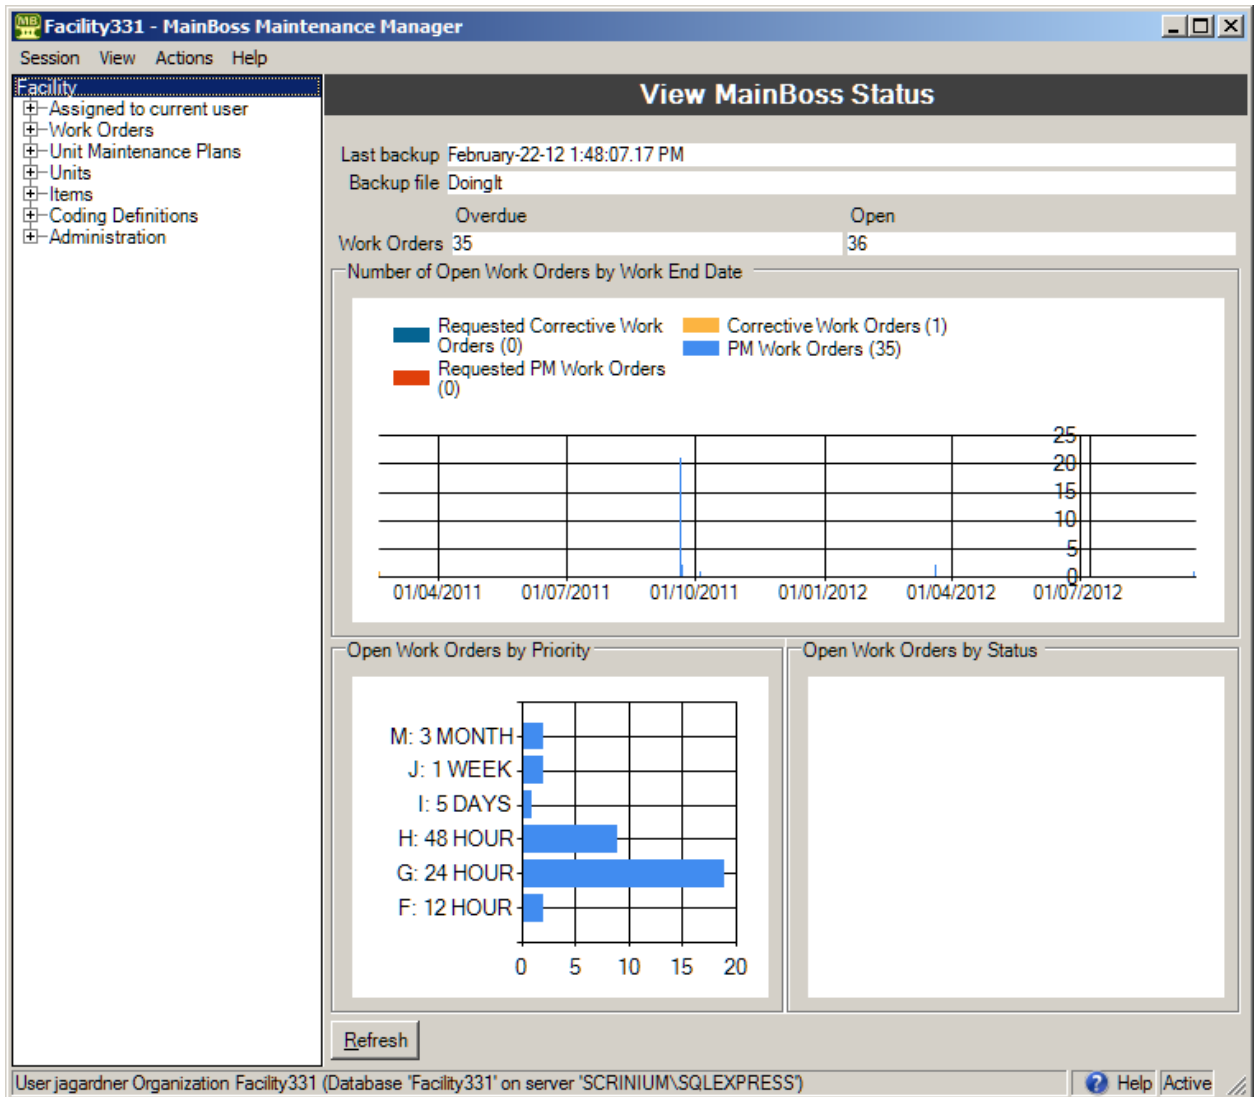 MB
Facility331 - MainBoss Maintenance Manager
Session View Actions Help
Facility
Assigned to current user
Work Orders
Unit Maintenance Plans
Units
Items
Coding Definitions
Administration
View MainBoss Status
Last backup February-22-12 1:48:07.17 PM
Backup file DoingIt
Overdue Open
Work Orders 35 36
Number of Open Work Orders by Work End Date
Requested Corrective Work
Orders (0)
Requested PM Work Orders
(0)
Corrective Work Orders (1)
PM Work Orders (35)
25
20
15
10
5
0
01/04/2011 01/07/2011 01/10/2011 01/01/2012 01/04/2012 01/07/2012
Open Work Orders by Priority
M: 3 MONTH
J: 1 WEEK
I: 5 DAYS
H: 48 HOUR
G: 24 HOUR
F: 12 HOUR
0 5 10 15 20
Open Work Orders by Status
Refresh
User jagardner Organization Facility331 (Database 'Facility331' on server 'SCRINIUM\SQLEXPRESS')
? Help Active